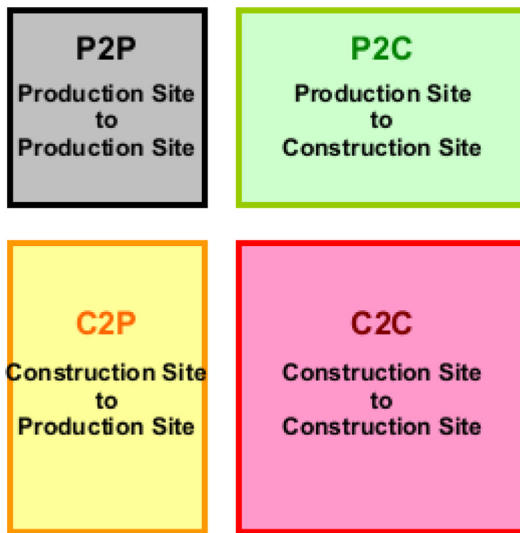 P2P
Production Site
to
Production Site
P2C
Production Site
to
Construction Site
C2P
Construction Site
to
Production Site
C2C
Construction Site
to
Construction Site